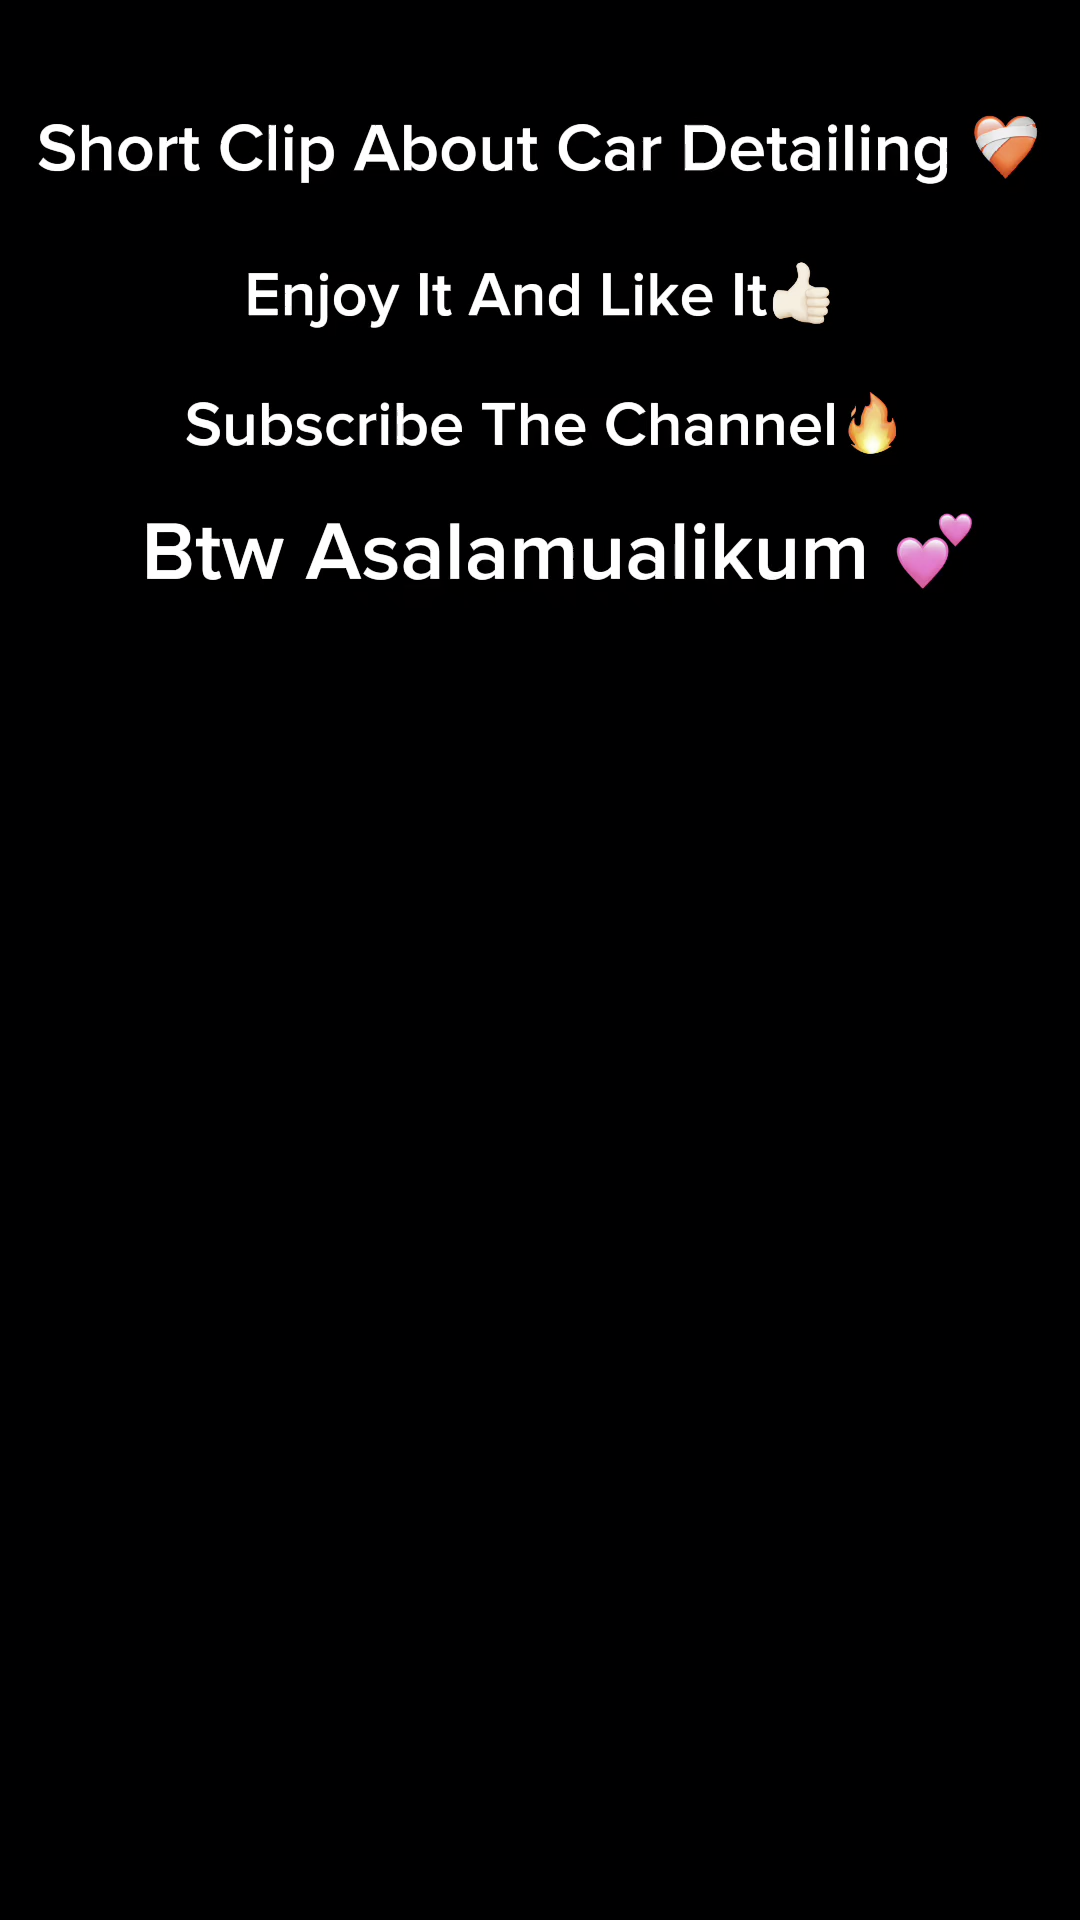 Short Clip About Car Detailing ❤️‍🩹
Enjoy It And Like It👍🏻
Subscribe The Channel🔥
Btw Asalamualikum 💕